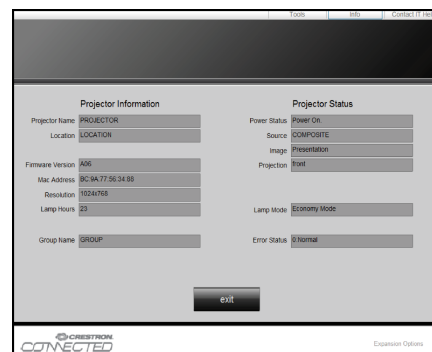 Tools Info Contact IT Hel
Projector Information
Projector Name PROJECTOR
Location LOCATION
Firmware Version A06
Mac Address BC:9A:77:56:34:88
Resolution 1024x768
Lamp Hours 23
Group Name GROUP
Projector Status
Power Status Power On.
Source COMPOSITE
Image Presentation
Projection front
Lamp Mode Economy Mode
Error Status 0:Normal
exit
CRESTRON
CONNECTED
Expansion Options